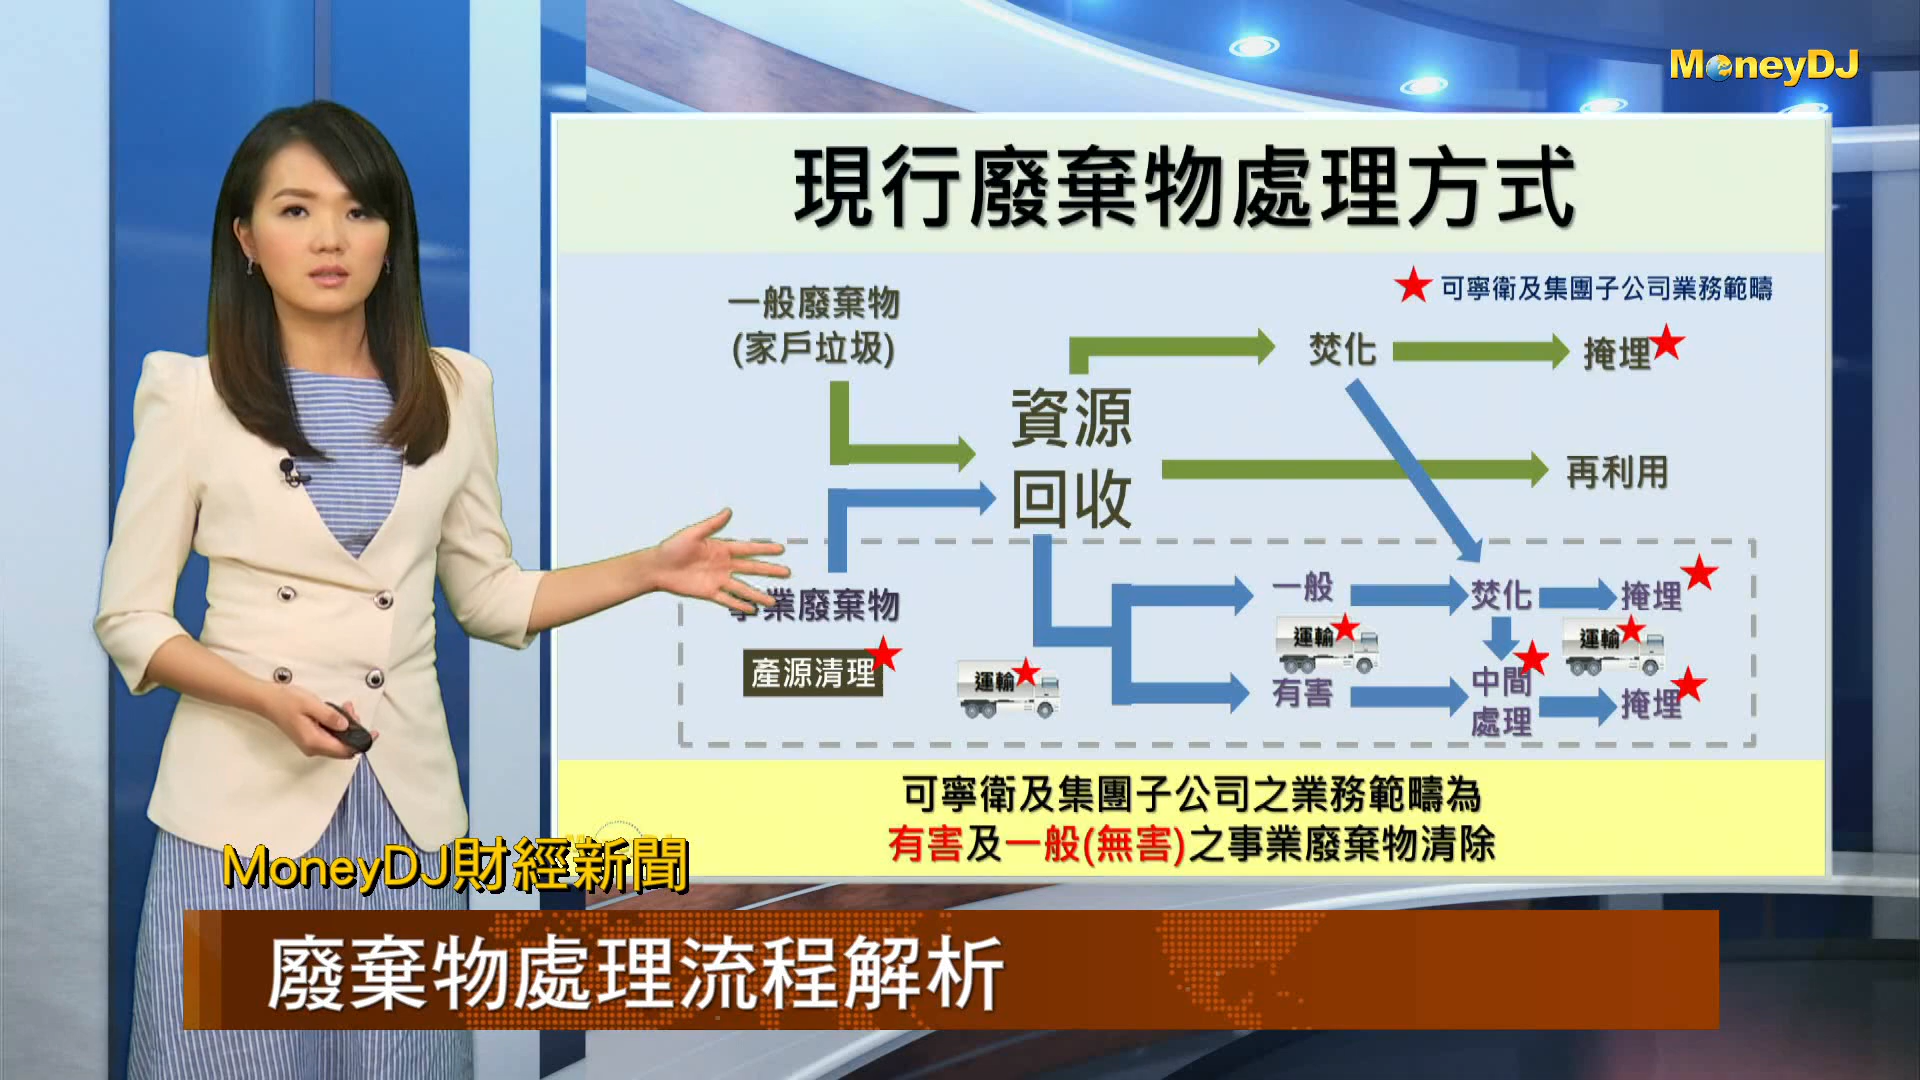 MoneyDJ
現行廢棄物處理方式
★可寧衛及集團子公司業務範疇
一般廢棄物
(家戶垃圾)
焚化
掩埋
資源
回收
再利用
事業廢棄物
產源清理
運輸
一般
焚化
掩埋
運輸
運輸
有害
中間
處理
掩埋
可寧衛及集團子公司之業務範疇為
有害及一般(無害)之事業廢棄物清除
MoneyDJ財經新聞
廢棄物處理流程解析